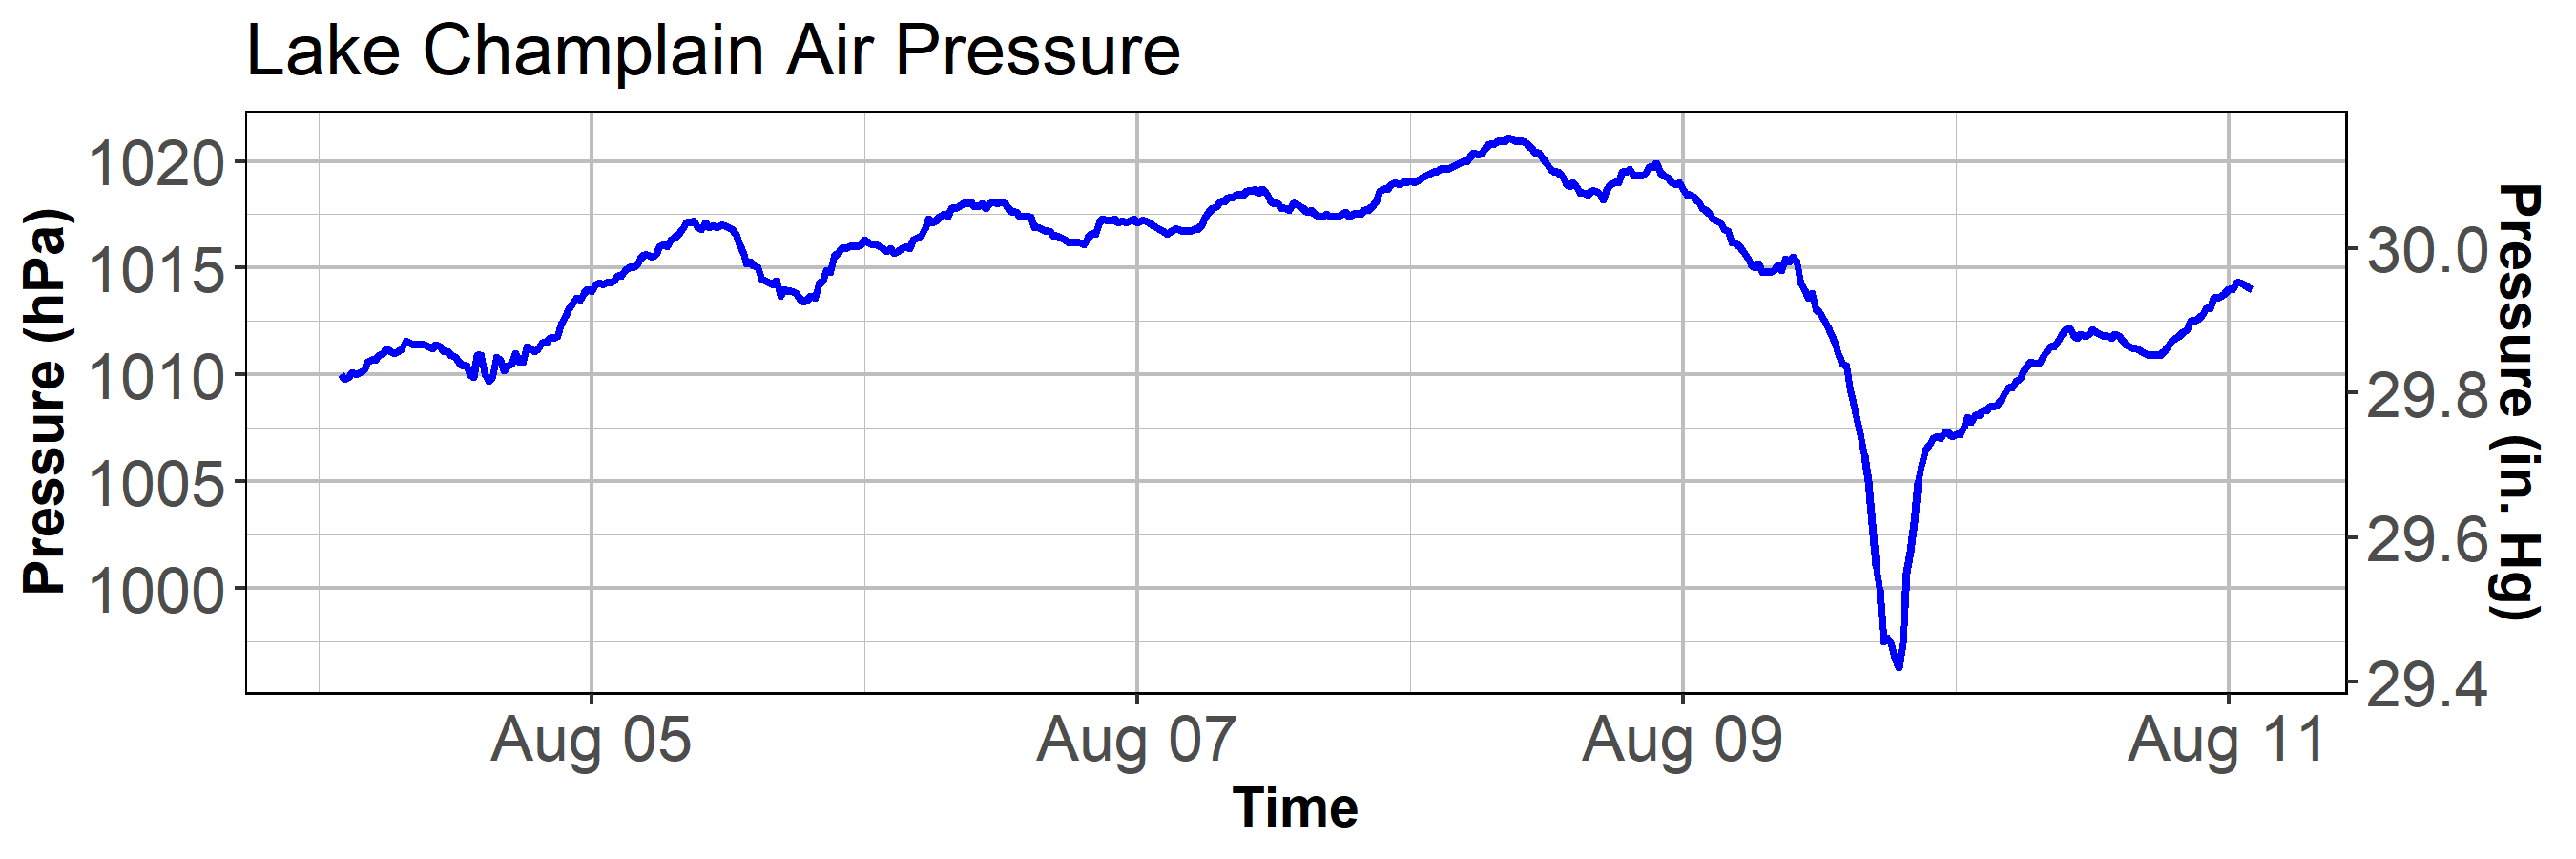 Lake Champlain Air Pressure
Pressure (hPa)
1020
1015
1010
1005
1000
Pressure (in. Hg)
30.0
29.8
29.6
29.4
Aug 05
Aug 07
Aug 09
Aug 11
Time